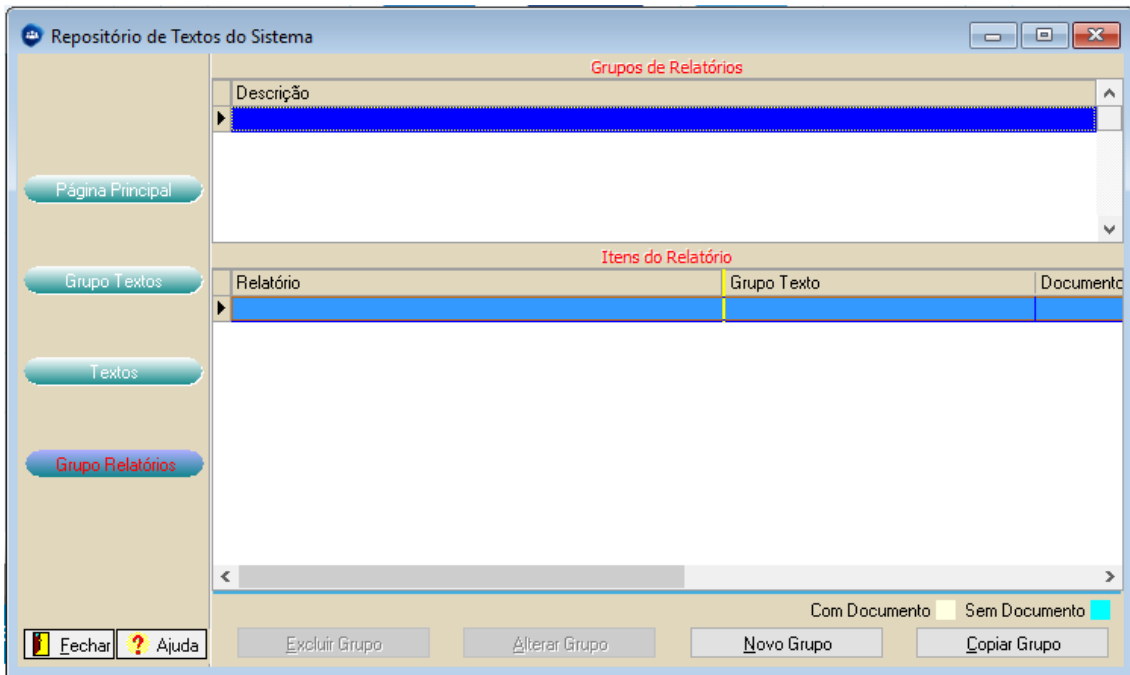 Repositório de Textos do Sistema
Grupos de Relatórios
Descrição
Página Principal
Itens do Relatório
Grupo Textos
Relatório Grupo Texto Documento
Textos
Grupo Relatórios
Com Documento Sem Documento
Fechar ? Ajuda Excluir Grupo Alterar Grupo Novo Grupo Copiar Grupo